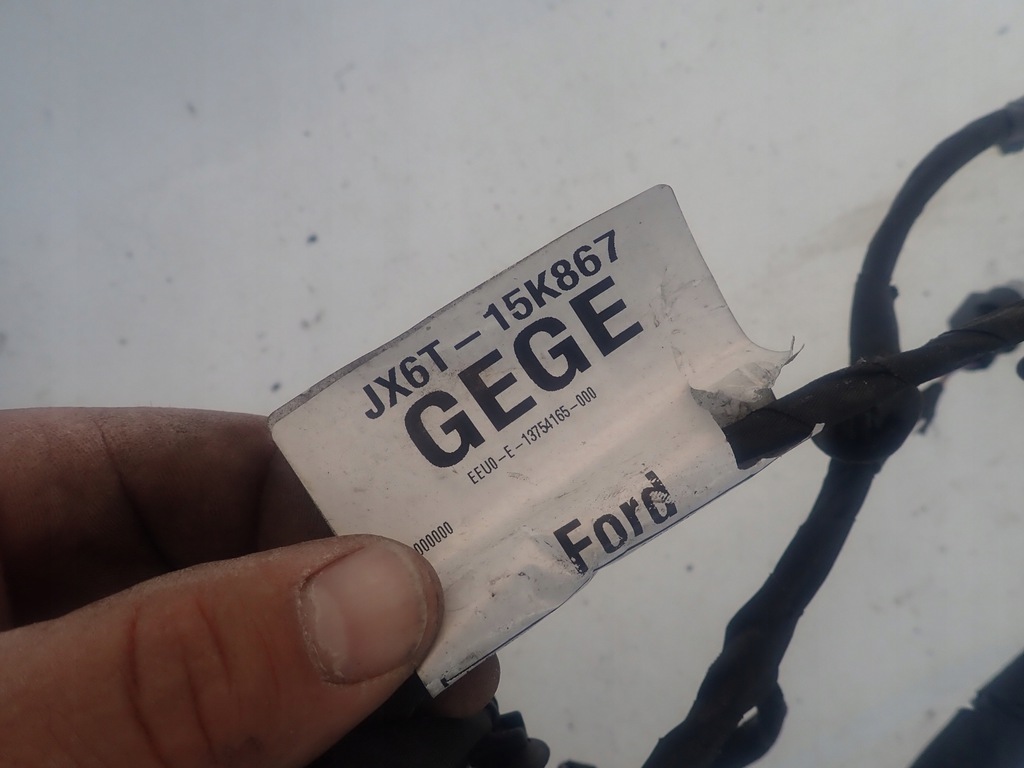 JX6T-15K867
GEGE
EEU0-E-13754165-000
000000
Ford